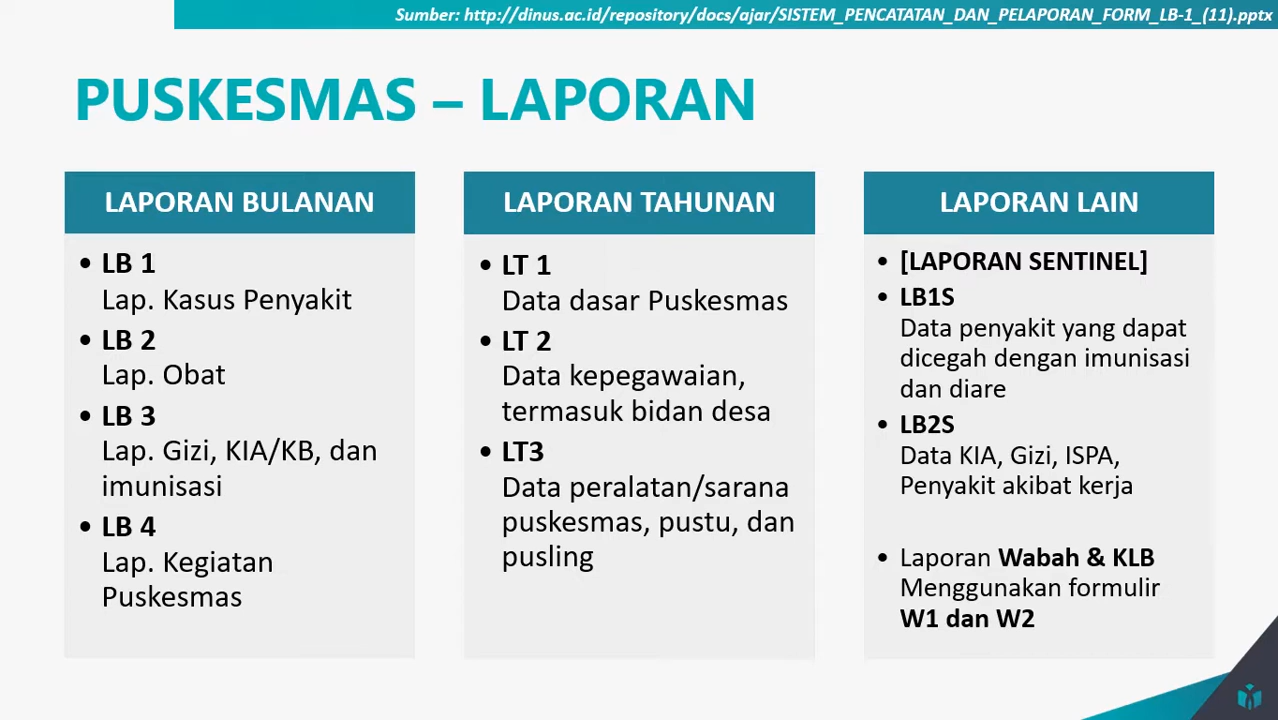 Sumber: http://dinus.ac.id/repository/docs/ajar/SISTEM_PENCATATAN_DAN_PELAPORAN_FORM_LB-1_(11).pptx
PUSKESMAS – LAPORAN
LAPORAN BULANAN
• LB 1
Lap. Kasus Penyakit
• LB 2
Lap. Obat
• LB 3
Lap. Gizi, KIA/KB, dan
imunisasi
• LB 4
Lap. Kegiatan
Puskesmas
LAPORAN TAHUNAN
• LT 1
Data dasar Puskesmas
• LT 2
Data kepegawaian,
termasuk bidan desa
• LT3
Data peralatan/sarana
puskesmas, pustu, dan
pusling
LAPORAN LAIN
• [LAPORAN SENTINEL]
• LB1S
Data penyakit yang dapat
dicegah dengan imunisasi
dan diare
• LB2S
Data KIA, Gizi, ISPA,
Penyakit akibat kerja
• Laporan Wabah & KLB
Menggunakan formulir
W1 dan W2